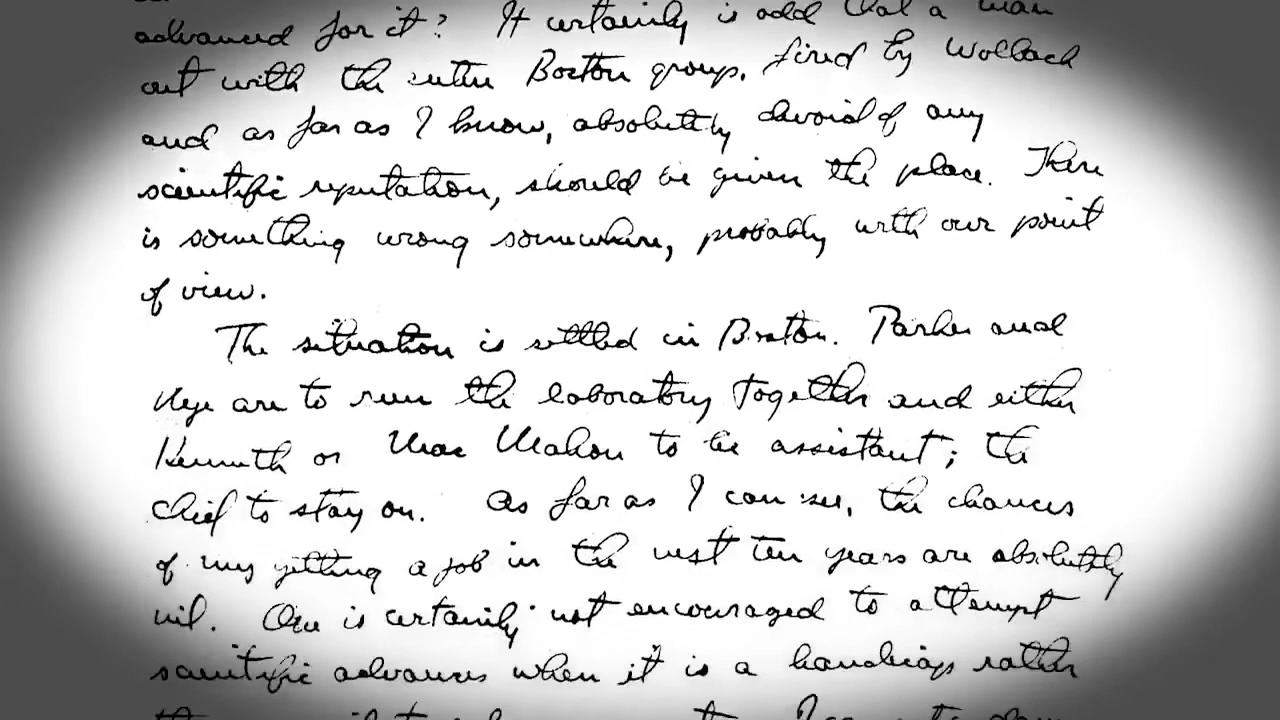 advanced for it? It certainly is odd that a man
out with the entire Boston group, fired by Wolbach
and as far as I know, absolutely devoid of any
scientific reputation, should be given the place. There
is something wrong somewhere, probably with our point
of view.
The situation is settled in Boston. Parker and
Nye are to run the laboratory together and either
Kenneth or MacMahon to be assistant; the
chief to stay on. As far as I can see, the chances
of my getting a job in the next ten years are absolutely
nil. One is certainly not encouraged to attempt
scientific advances when it is a handicap rather